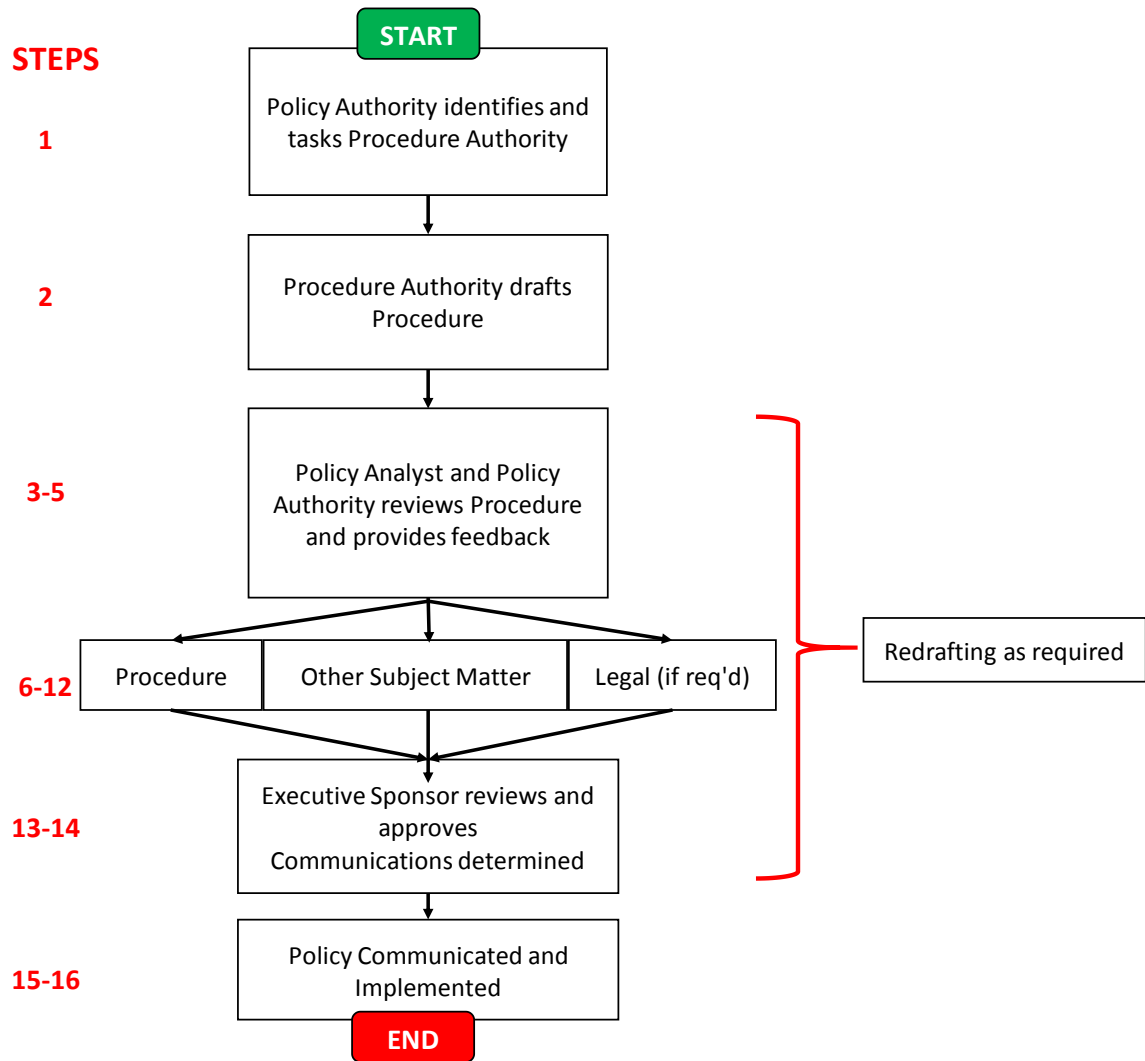 START
STEPS
Policy Authority identifies and
tasks Procedure Authority
1
Procedure Authority drafts
Procedure
2
Policy Analyst and Policy
Authority reviews Procedure
and provides feedback
3-5
Procedure
Other Subject Matter
Legal (if req'd)
6-12
Redrafting as required
Executive Sponsor reviews and
approves
Communications determined
13-14
Policy Communicated and
Implemented
15-16
END